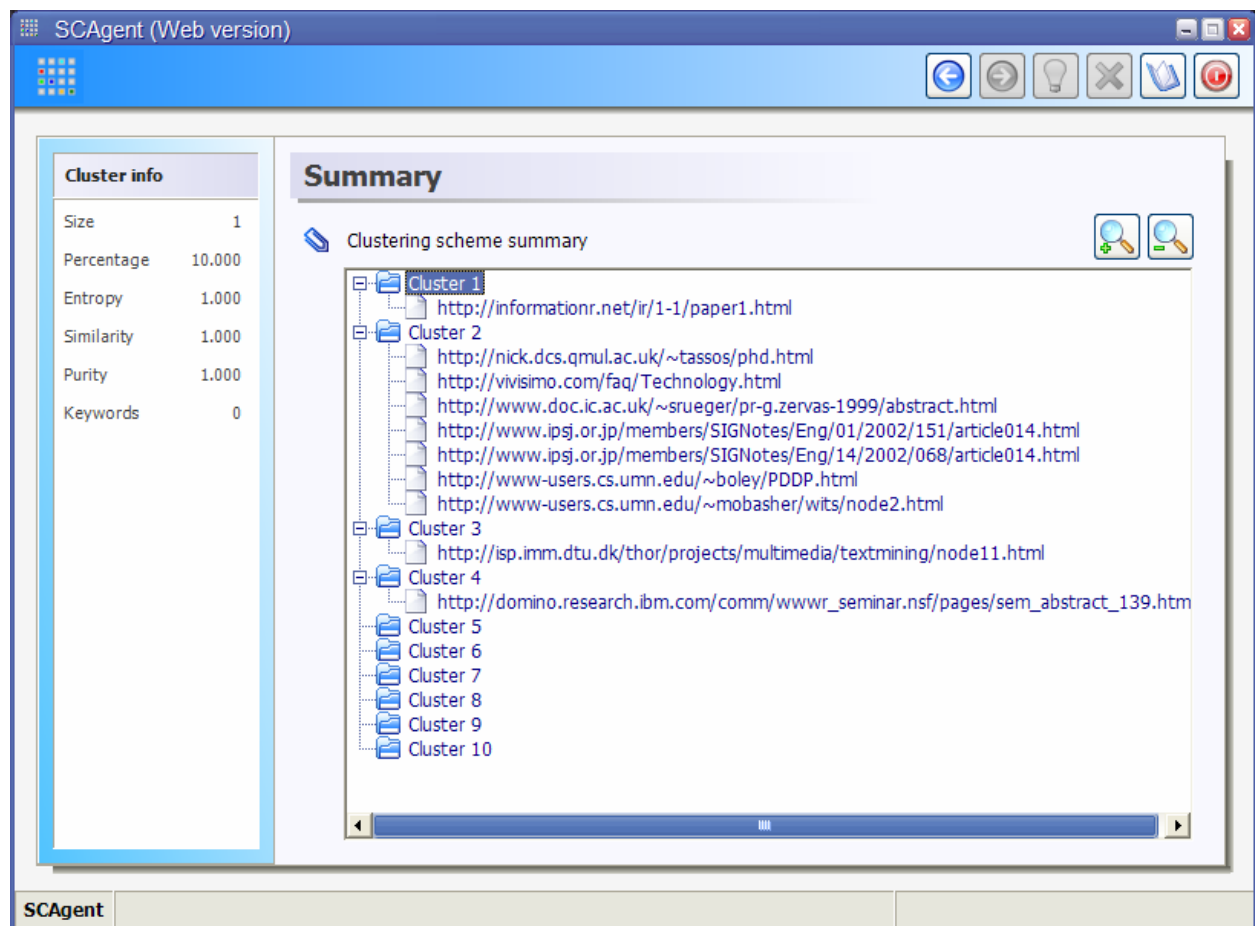 SCAgent (Web version)
Cluster info
Size 1
Percentage 10.000
Entropy 1.000
Similarity 1.000
Purity 1.000
Keywords 0
Summary
Clustering scheme summary
Cluster 1
http://informationr.net/ir/1-1/paper1.html
Cluster 2
http://nick.dcs.qmul.ac.uk/~tassos/phd.html
http://vivisimo.com/faq/Technology.html
http://www.doc.ic.ac.uk/~srueger/pr-g.zervas-1999/abstract.html
http://www.ipsj.or.jp/members/SIGNotes/Eng/01/2002/151/article014.html
http://www.ipsj.or.jp/members/SIGNotes/Eng/14/2002/068/article014.html
http://www-users.cs.umn.edu/~boley/PDDP.html
http://www-users.cs.umn.edu/~mobasher/wits/node2.html
Cluster 3
http://isp.imm.dtu.dk/thor/projects/multimedia/textmining/node11.html
Cluster 4
http://domino.research.ibm.com/comm/wwwr_seminar.nsf/pages/sem_abstract_139.htm
Cluster 5
Cluster 6
Cluster 7
Cluster 8
Cluster 9
Cluster 10
SCAgent